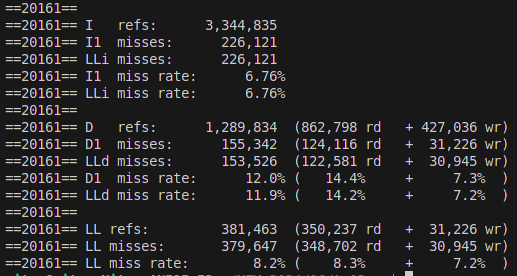 ==20161==
==20161== I   refs:      3,344,835
==20161== I1  misses:      226,121
==20161== LLi misses:      226,121
==20161== I1  miss rate:      6.76%
==20161== LLi miss rate:      6.76%
==20161==
==20161== D   refs:      1,289,834  (862,798 rd   + 427,036 wr)
==20161== D1  misses:      155,342  (124,116 rd   +  31,226 wr)
==20161== LLd misses:      153,526  (122,581 rd   +  30,945 wr)
==20161== D1  miss rate:      12.0% (   14.4%     +     7.3%  )
==20161== LLd miss rate:      11.9% (   14.2%     +     7.2%  )
==20161==
==20161== LL refs:         381,463  (350,237 rd   +  31,226 wr)
==20161== LL misses:       379,647  (348,702 rd   +  30,945 wr)
==20161== LL miss rate:        8.2% (    8.3%     +     7.2%  )